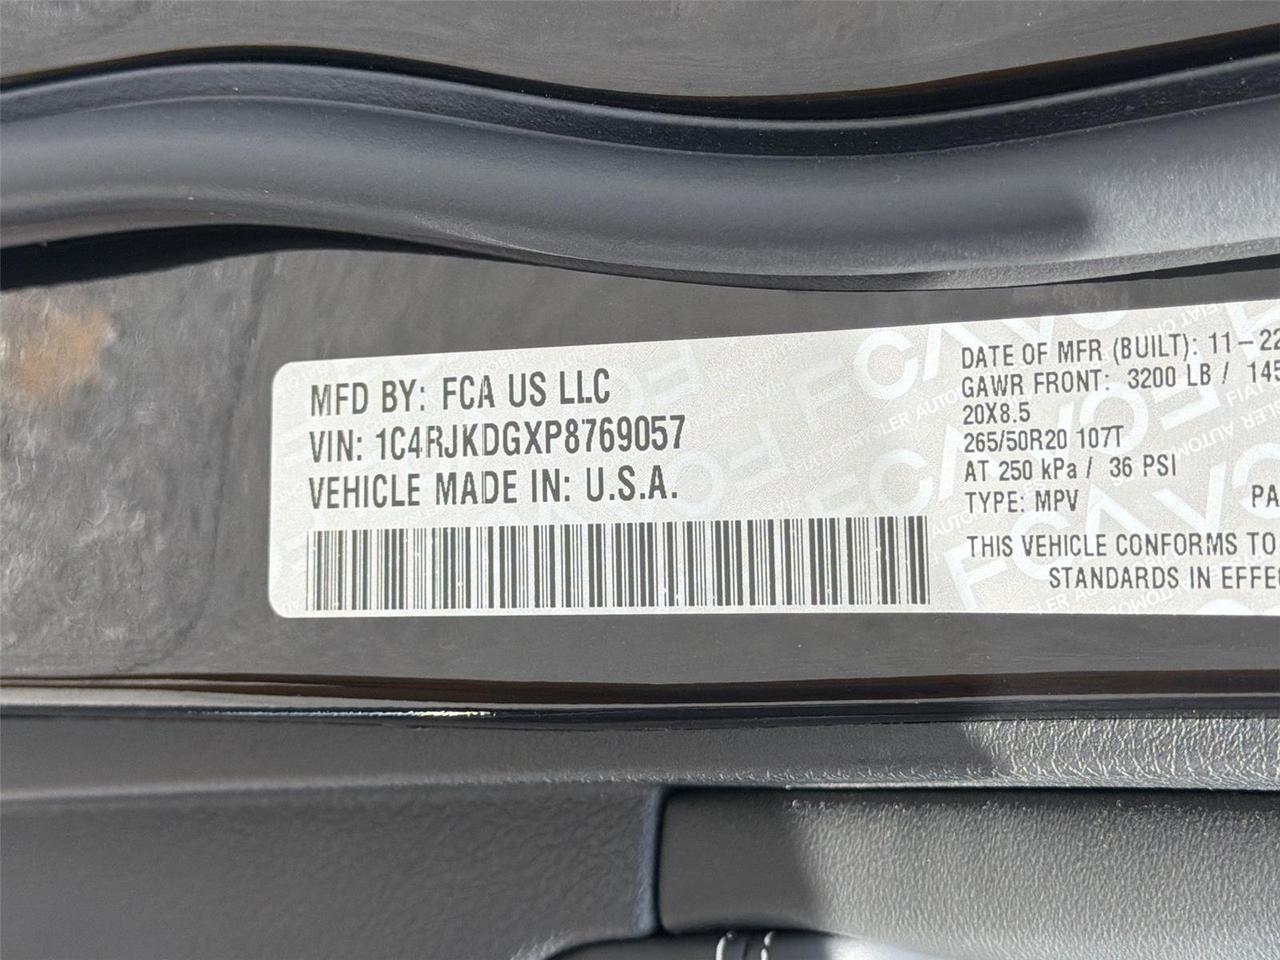 MFD BY: FCA US LLC
VIN: 1C4RJKDGXP8769057
VEHICLE MADE IN: U.S.A.
DATE OF MFR (BUILT): 11-22
GAWR FRONT: 3200 LB / 145
20X8.5
265/50R20 107T
AT 250 kPa / 36 PSI
TYPE: MPV PA
THIS VEHICLE CONFORMS TO
STANDARDS IN EFFE